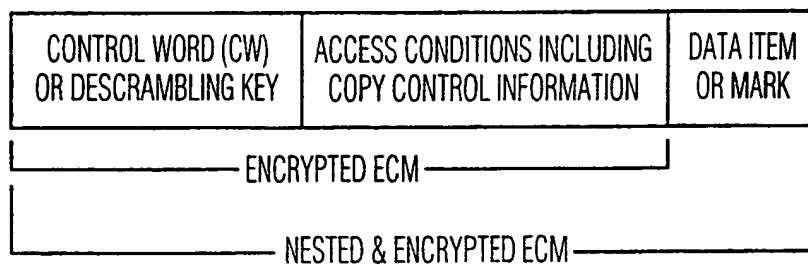 CONTROL WORD (CW)
OR DESCRAMBLING KEY
ACCESS CONDITIONS INCLUDING
COPY CONTROL INFORMATION
DATA ITEM
OR MARK
ENCRYPTED ECM
NESTED & ENCRYPTED ECM